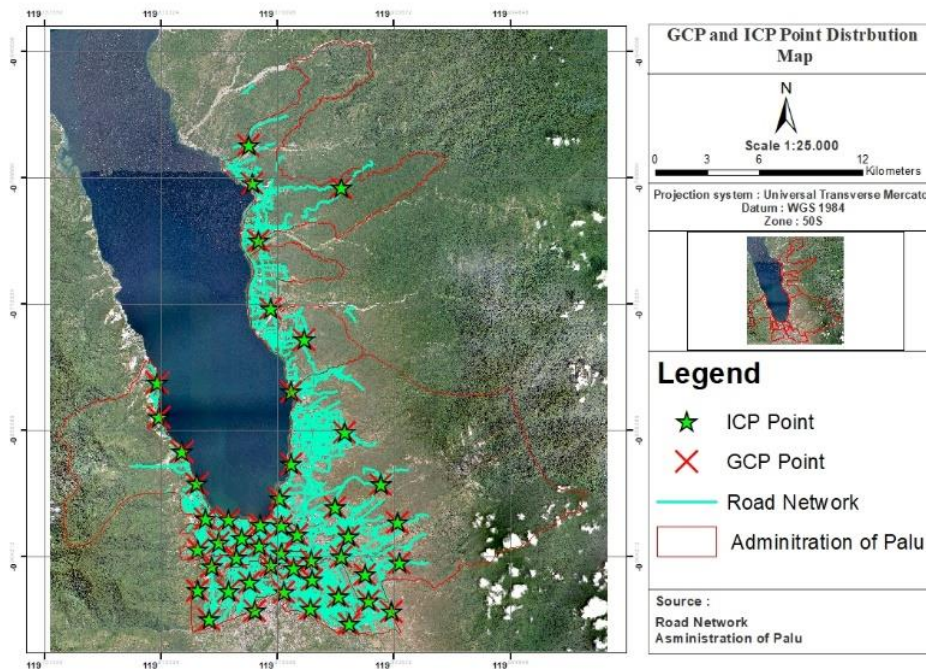 119
119
119
119
119
GCP and ICP Point Distrbution
Map
N
Scale 1:25.000
0 3 6 12
Kilometers
Projection system : Universal Transverse Mercato
Datum : WGS 1984
Zone : 50S
Legend
ICP Point
GCP Point
Road Network
Adminitration of Palu
Source :
Road Network
Asministration of Palu
119
119
119
119
119